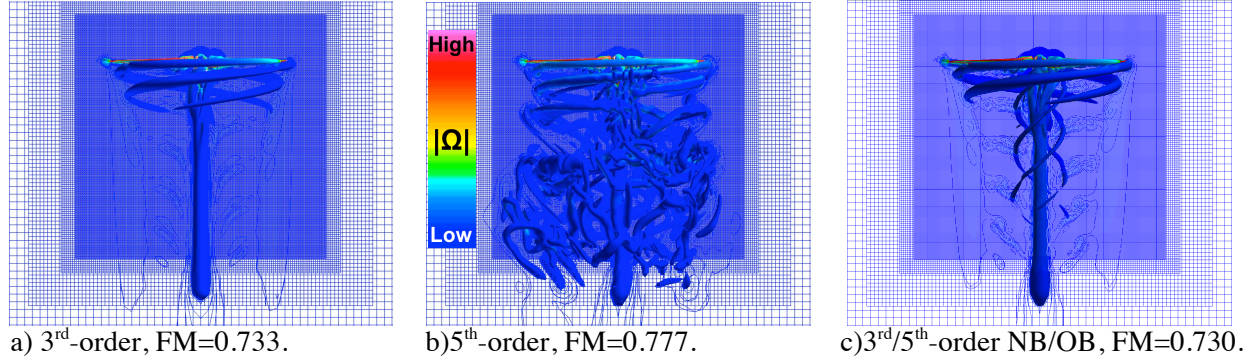 High
|Ω|
Low
a) 3rd-order, FM=0.733.
b)5th-order, FM=0.777.
c)3rd/5th-order NB/OB, FM=0.730.